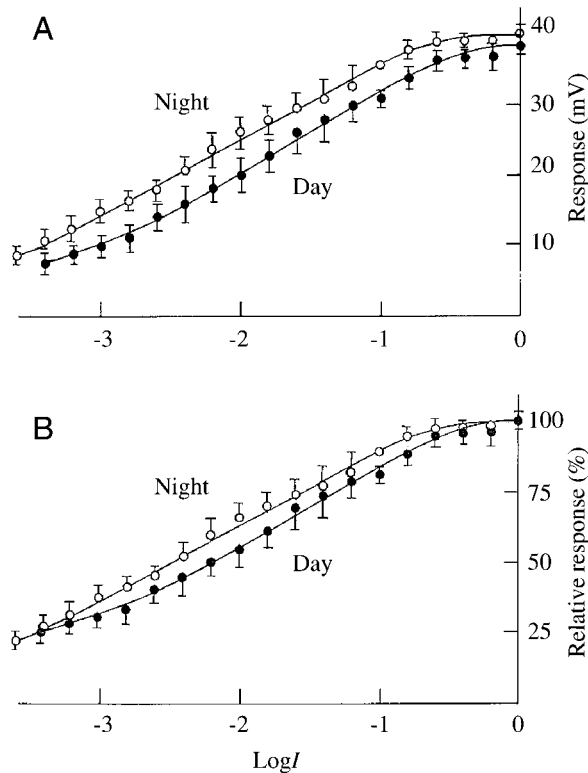 A
40
Night
30
Response (mV)
20
Day
10
-3
-2
-1
0
B
100
Night
75
Relative response (%)
50
Day
25
-3
-2
-1
0
LogI